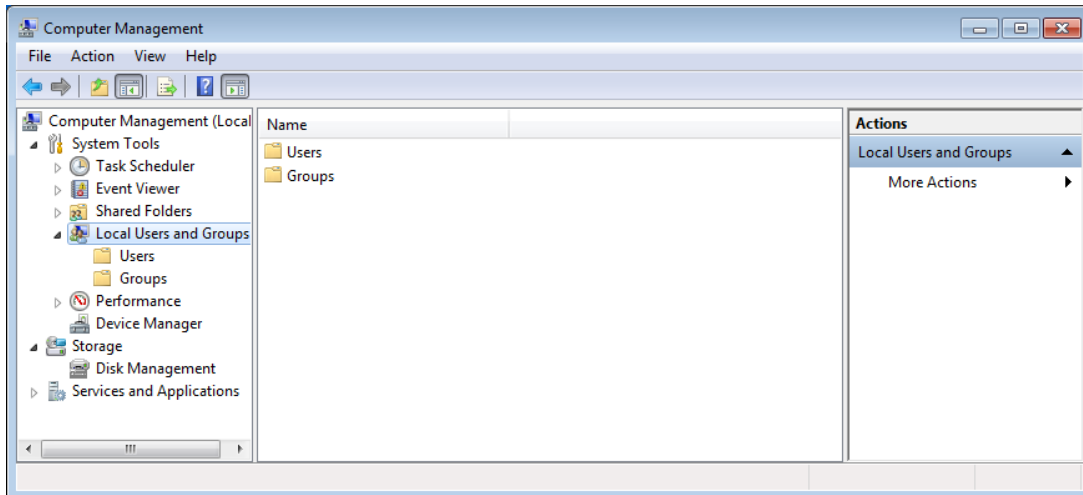 Computer Management
File Action View Help
Computer Management (Local
System Tools
Task Scheduler
Event Viewer
Shared Folders
Local Users and Groups
Users
Groups
Performance
Device Manager
Storage
Disk Management
Services and Applications
Name
Users
Groups
Actions
Local Users and Groups
More Actions